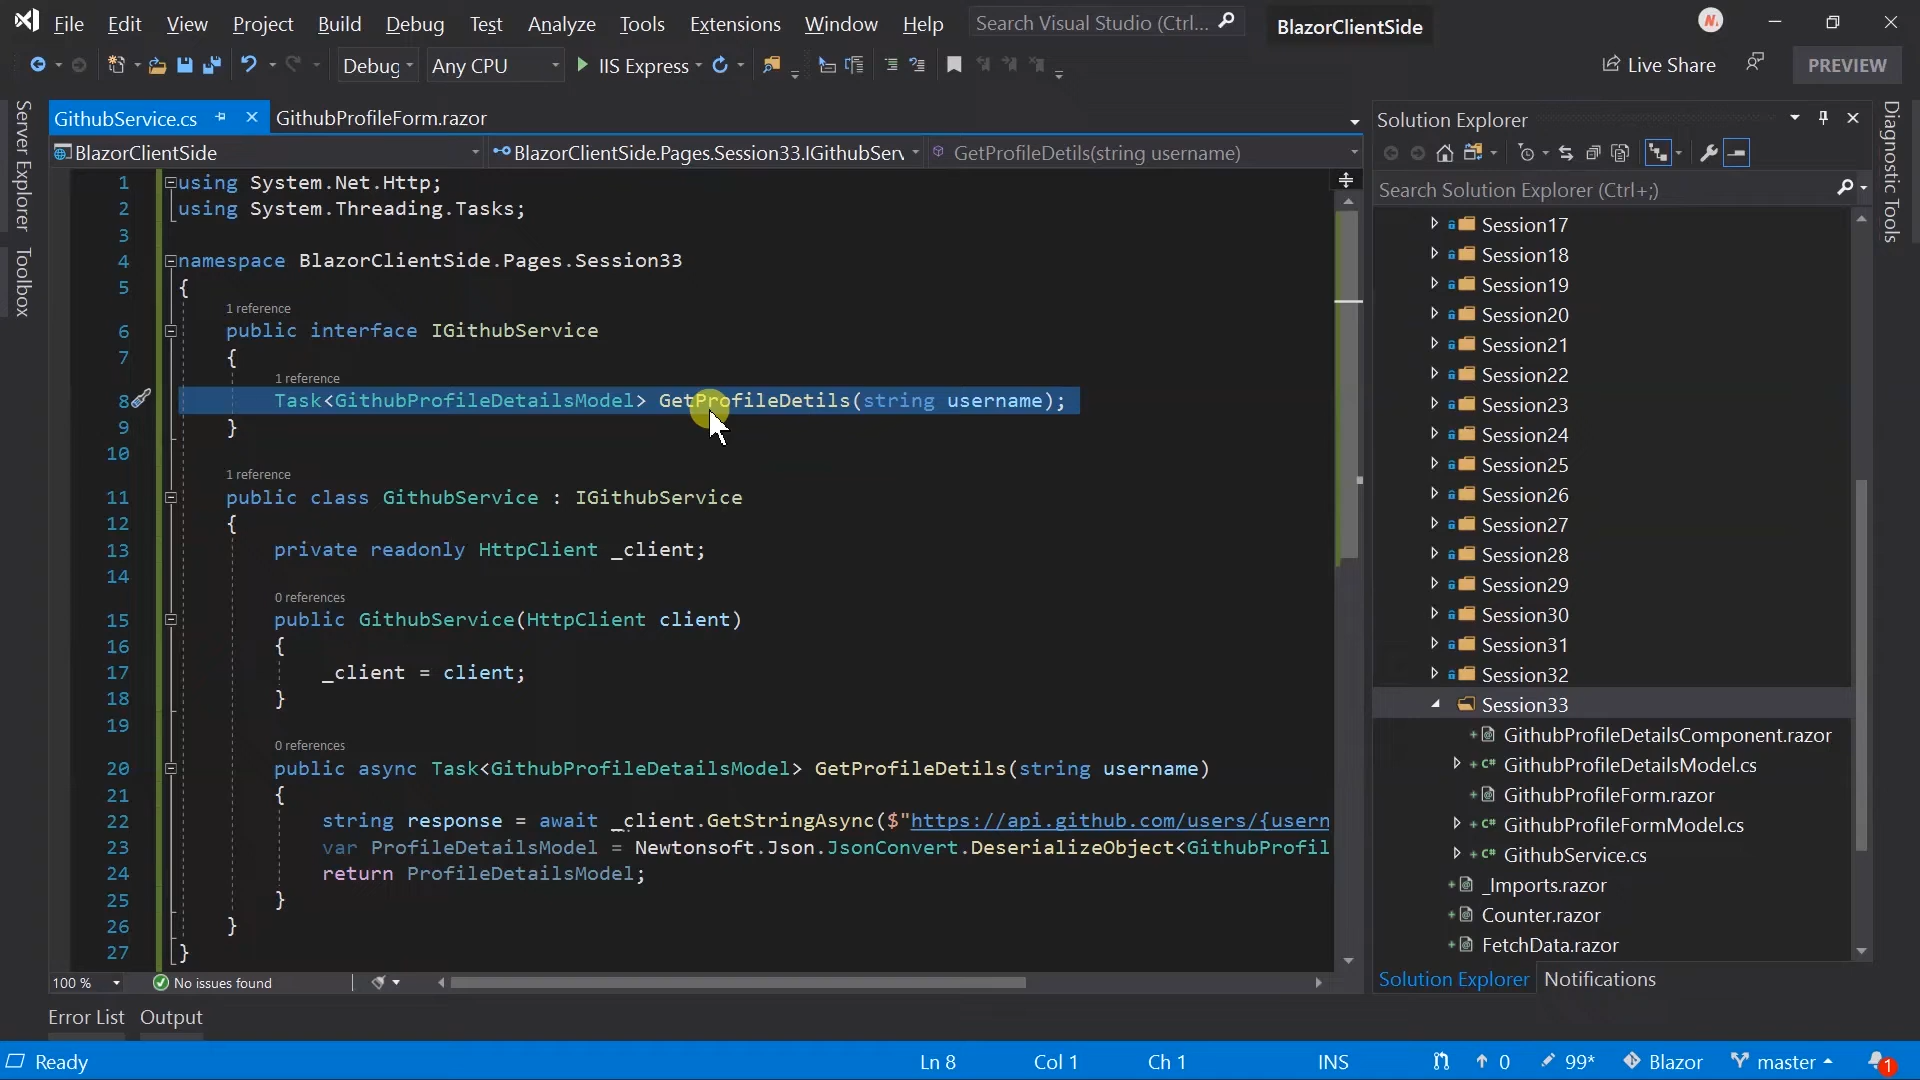 File Edit View Project Build Debug Test Analyze Tools Extensions Window Help Search Visual Studio (Ctrl... BlazorClientSide N.
Debug Any CPU IIS Express Live Share PREVIEW
Server Explorer
Toolbox
GithubService.cs GithubProfileForm.razor
BlazorClientSide BlazorClientSide.Pages.Session33.IGithubServ GetProfileDetils(string username)
1 using System.Net.Http;
2 using System.Threading.Tasks;
3
4 namespace BlazorClientSide.Pages.Session33
5 {
1 reference
6 public interface IGithubService
7 {
1 reference
8 Task<GithubProfileDetailsModel> GetProfileDetils(string username);
9 }
10
1 reference
11 public class GithubService : IGithubService
12 {
13 private readonly HttpClient _client;
14
0 references
15 public GithubService(HttpClient client)
16 {
17 _client = client;
18 }
19
0 references
20 public async Task<GithubProfileDetailsModel> GetProfileDetils(string username)
21 {
22 string response = await _client.GetStringAsync($"https://api.github.com/users/{usern
23 var ProfileDetailsModel = Newtonsoft.Json.JsonConvert.DeserializeObject<GithubProfil
24 return ProfileDetailsModel;
25 }
26 }
27 }
100 % No issues found
Solution Explorer
Search Solution Explorer (Ctrl+;)
Session17
Session18
Session19
Session20
Session21
Session22
Session23
Session24
Session25
Session26
Session27
Session28
Session29
Session30
Session31
Session32
Session33
GithubProfileDetailsComponent.razor
C# GithubProfileDetailsModel.cs
GithubProfileForm.razor
C# GithubProfileFormModel.cs
C# GithubService.cs
_Imports.razor
Counter.razor
FetchData.razor
Solution Explorer Notifications
Diagnostic Tools
Error List Output
Ready Ln 8 Col 1 Ch 1 INS 0 99* Blazor master 1